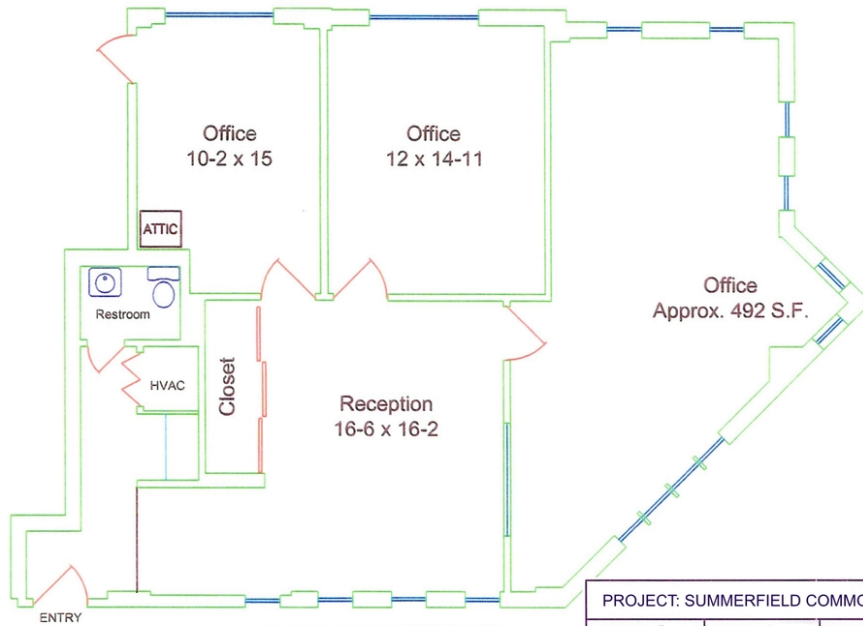 Office
10-2 x 15
Office
12 x 14-11
ATTIC
Office
Approx. 492 S.F.
Restroom
HVAC
Closet
Reception
16-6 x 16-2
ENTRY
PROJECT: SUMMERFIELD COMMO